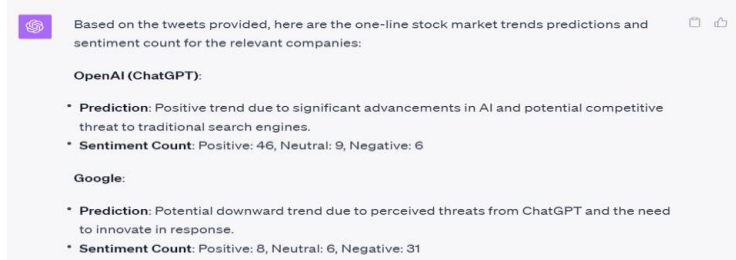 Based on the tweets provided, here are the one-line stock market trends predictions and
sentiment count for the relevant companies:
OpenAI (ChatGPT):
• Prediction: Positive trend due to significant advancements in AI and potential competitive
threat to traditional search engines.
• Sentiment Count: Positive: 46, Neutral: 9, Negative: 6
Google:
• Prediction: Potential downward trend due to perceived threats from ChatGPT and the need
to innovate in response.
• Sentiment Count: Positive: 8, Neutral: 6, Negative: 31